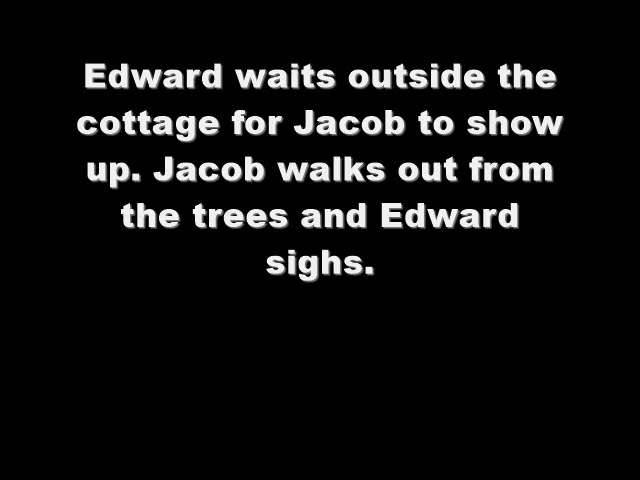 Edward waits outside the
cottage for Jacob to show
up. Jacob walks out from
the trees and Edward
sighs.